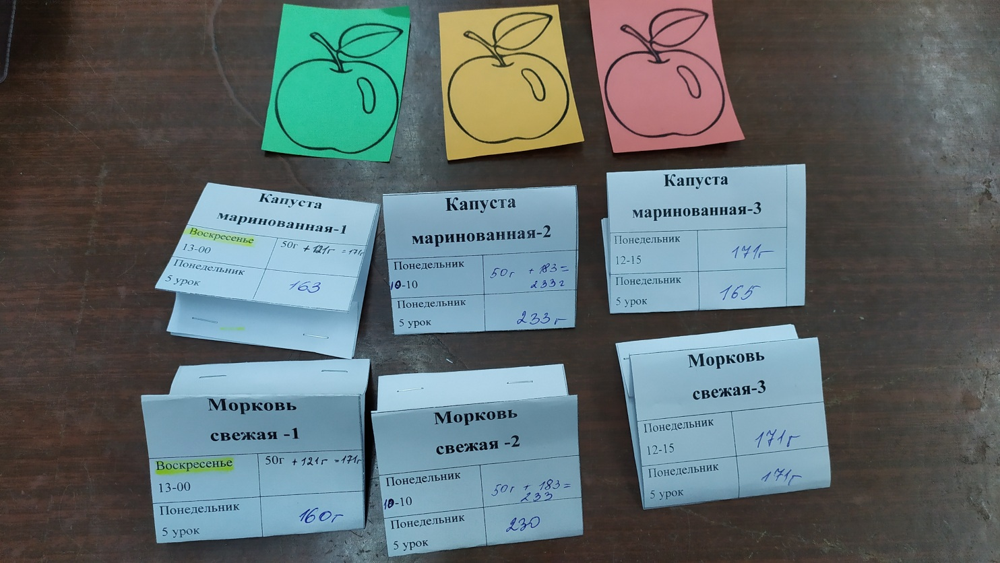 Капуста
маринованная-1
Воскресенье
13-00
50г + 121г = 171г
Понедельник
5 урок
163
Капуста
маринованная-2
Понедельник
10-10
50г + 183 =
233г
Понедельник
5 урок
233г
Капуста
маринованная-3
Понедельник
12-15
171г
Понедельник
5 урок
165
Морковь
свежая -1
Воскресенье
13-00
50г + 121г = 171г
Понедельник
5 урок
160г
Морковь
свежая -2
Понедельник
10-10
50г + 183 =
233
Понедельник
5 урок
230
Морковь
свежая-3
Понедельник
12-15
171г
Понедельник
5 урок
171г